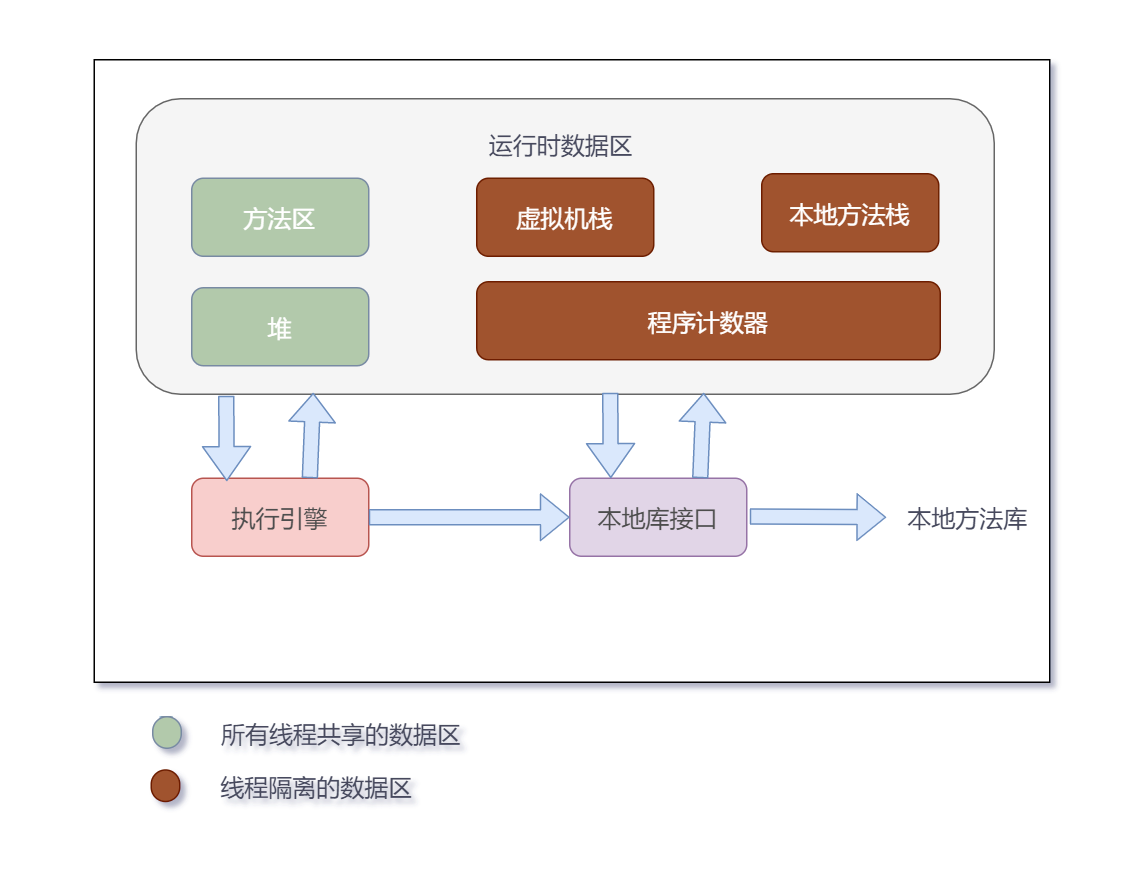 运行时数据区
方法区
虚拟机栈
本地方法栈
堆
程序计数器
执行引擎
本地库接口
本地方法库
所有线程共享的数据区
线程隔离的数据区